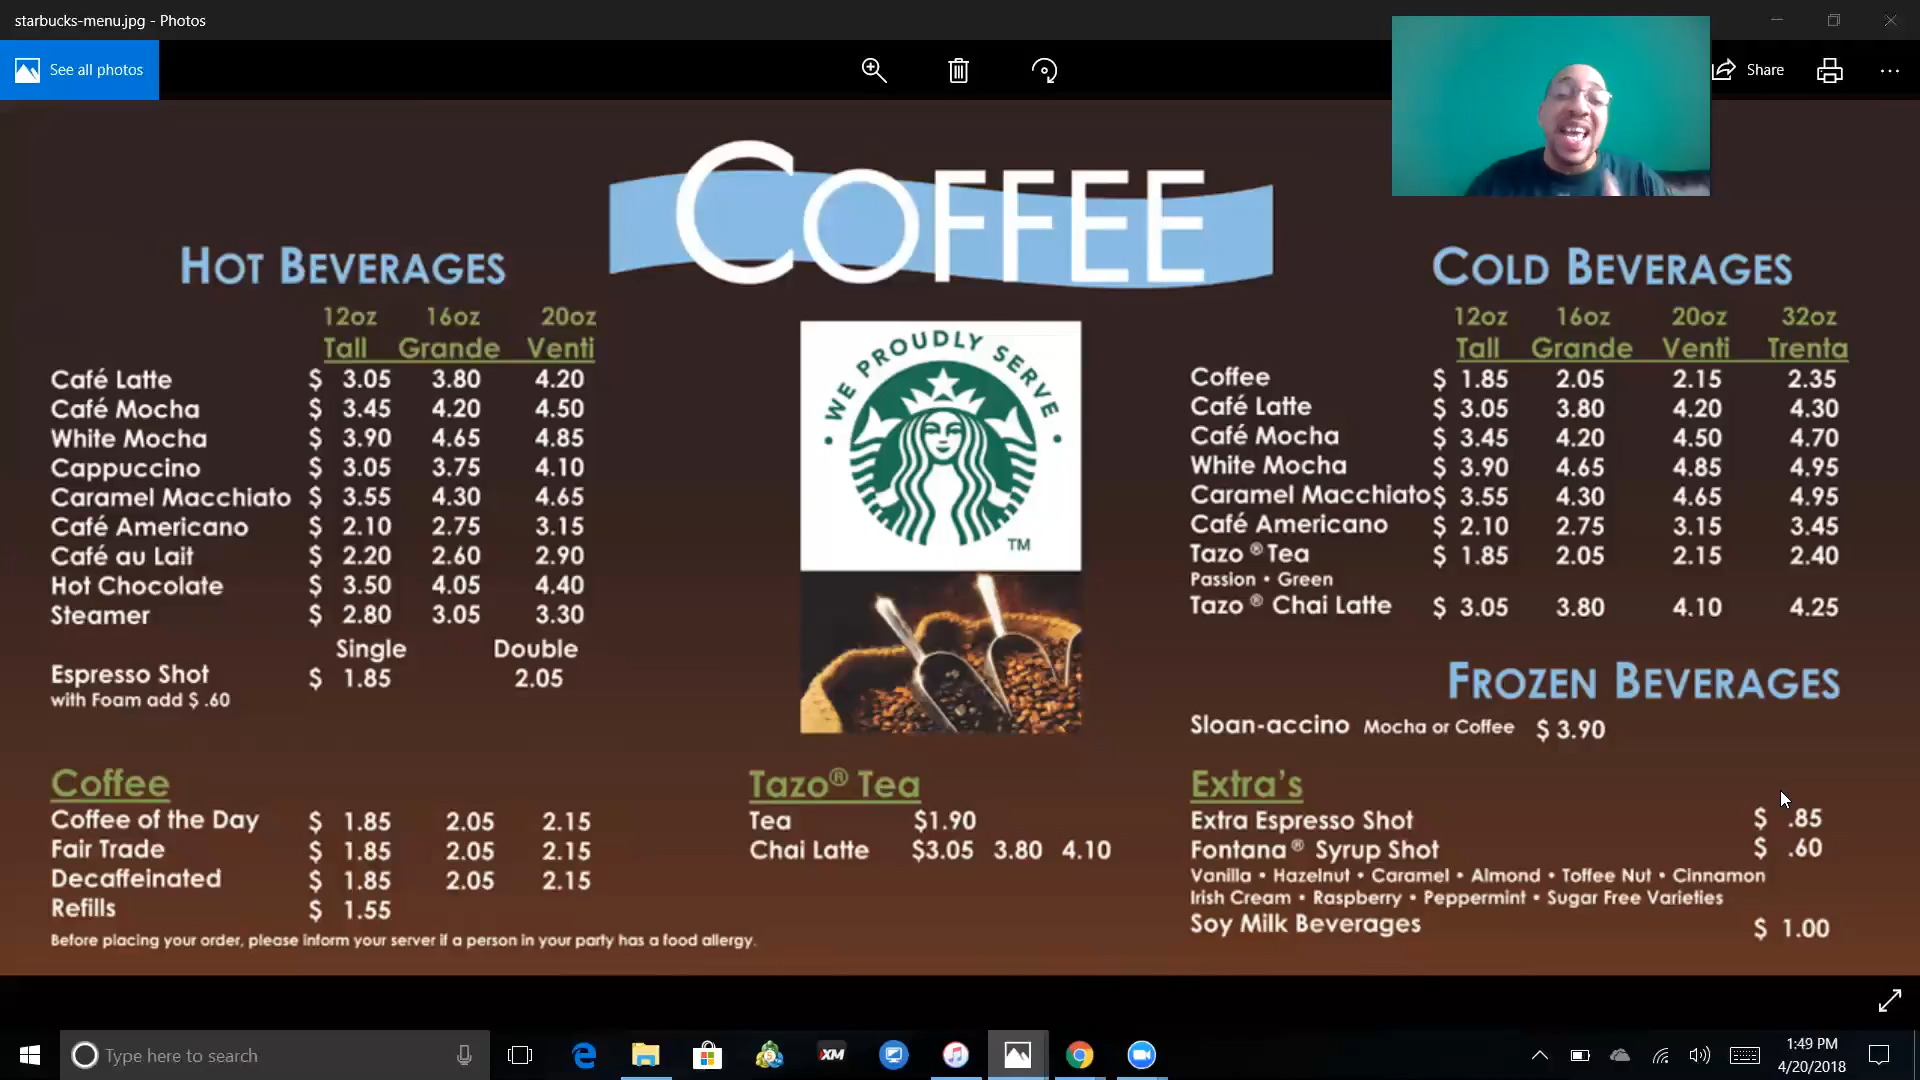 starbucks-menu.jpg - Photos
See all photos
Share
COFFEE
HOT BEVERAGES
12oz 16oz 20oz
Tall Grande Venti
Café Latte $ 3.05 3.80 4.20
Café Mocha $ 3.45 4.20 4.50
White Mocha $ 3.90 4.65 4.85
Cappuccino $ 3.05 3.75 4.10
Caramel Macchiato $ 3.55 4.30 4.65
Café Americano $ 2.10 2.75 3.15
Café au Lait $ 2.20 2.60 2.90
Hot Chocolate $ 3.50 4.05 4.40
Steamer $ 2.80 3.05 3.30
Single Double
Espresso Shot $ 1.85 2.05
with Foam add $ .60
Coffee
Coffee of the Day $ 1.85 2.05 2.15
Fair Trade $ 1.85 2.05 2.15
Decaffeinated $ 1.85 2.05 2.15
Refills $ 1.55
Before placing your order, please inform your server if a person in your party has a food allergy.
• WE PROUDLY SERVE •
TM
Tazo® Tea
Tea $1.90
Chai Latte $3.05 3.80 4.10
COLD BEVERAGES
12oz 16oz 20oz 32oz
Tall Grande Venti Trenta
Coffee $ 1.85 2.05 2.15 2.35
Café Latte $ 3.05 3.80 4.20 4.30
Café Mocha $ 3.45 4.20 4.50 4.70
White Mocha $ 3.90 4.65 4.85 4.95
Caramel Macchiato $ 3.55 4.30 4.65 4.95
Café Americano $ 2.10 2.75 3.15 3.45
Tazo ® Tea $ 1.85 2.05 2.15 2.40
Passion • Green
Tazo ® Chai Latte $ 3.05 3.80 4.10 4.25
FROZEN BEVERAGES
Sloan-accino Mocha or Coffee $ 3.90
Extra's
Extra Espresso Shot $ .85
Fontana ® Syrup Shot $ .60
Vanilla • Hazelnut • Caramel • Almond • Toffee Nut • Cinnamon
Irish Cream • Raspberry • Peppermint • Sugar Free Varieties
Soy Milk Beverages $ 1.00
Type here to search
XM
1:49 PM
4/20/2018